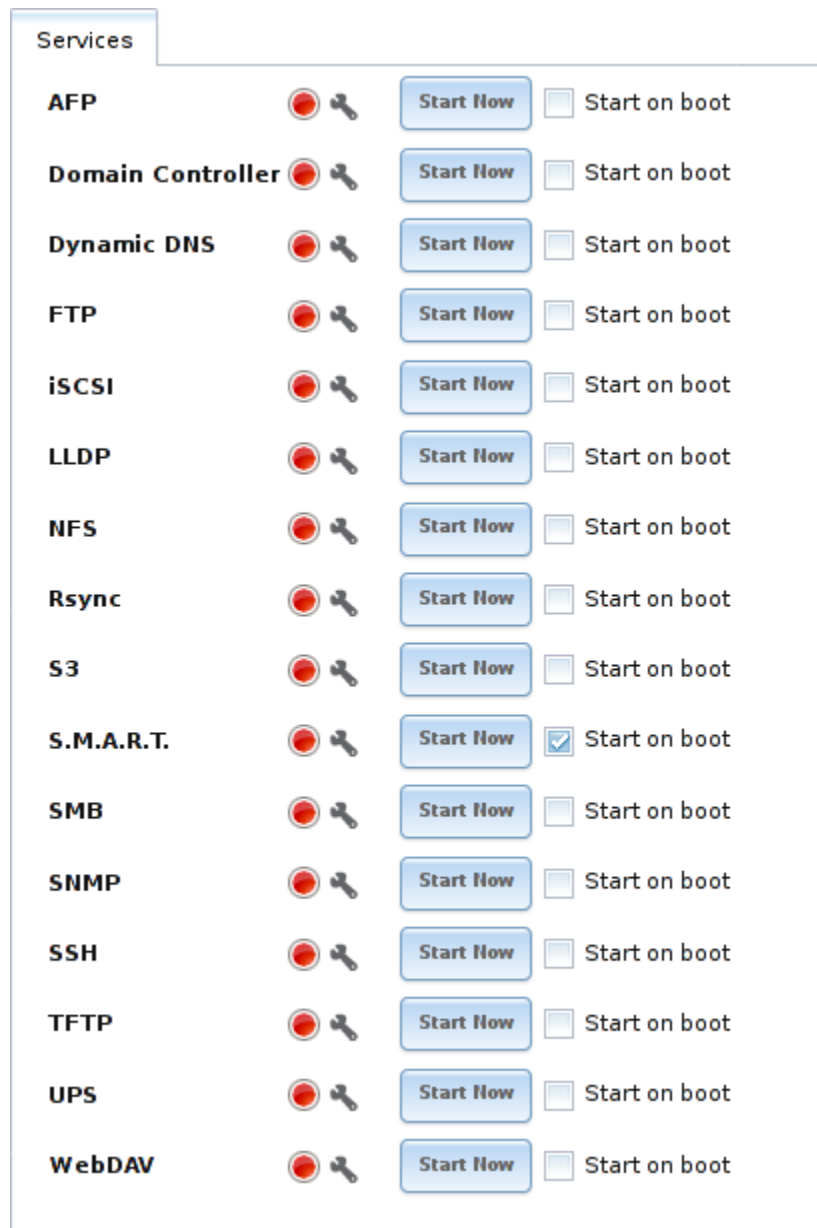 Services
AFP Start Now Start on boot
Domain Controller Start Now Start on boot
Dynamic DNS Start Now Start on boot
FTP Start Now Start on boot
iSCSI Start Now Start on boot
LLDP Start Now Start on boot
NFS Start Now Start on boot
Rsync Start Now Start on boot
S3 Start Now Start on boot
S.M.A.R.T. Start Now Start on boot
SMB Start Now Start on boot
SNMP Start Now Start on boot
SSH Start Now Start on boot
TFTP Start Now Start on boot
UPS Start Now Start on boot
WebDAV Start Now Start on boot